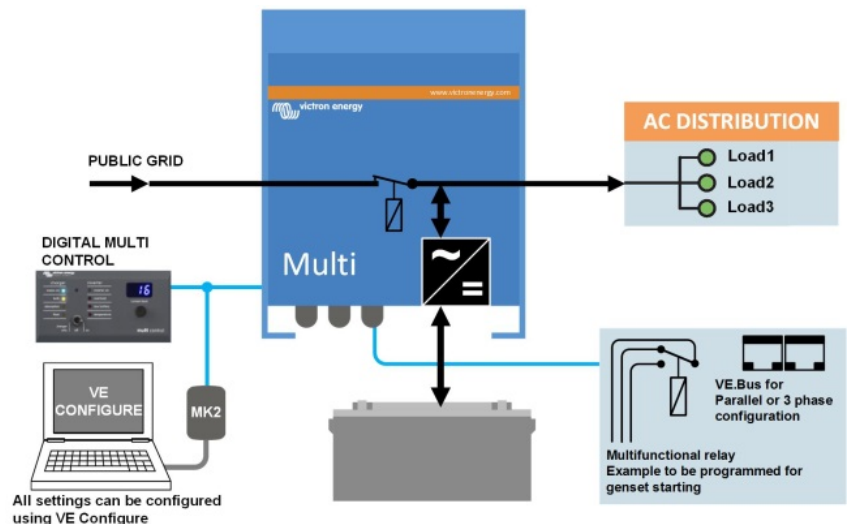 www.victronenergy.com
victron energy
AC DISTRIBUTION
PUBLIC GRID
Load1
Load2
Load3
DIGITAL MULTI
CONTROL
16
multi control
Multi
~
=
VE
CONFIGURE
MK2
VE.Bus for
Parallel or 3 phase
configuration
Multifunctional relay
Example to be programmed for
genset starting
All settings can be configured
using VE Configure